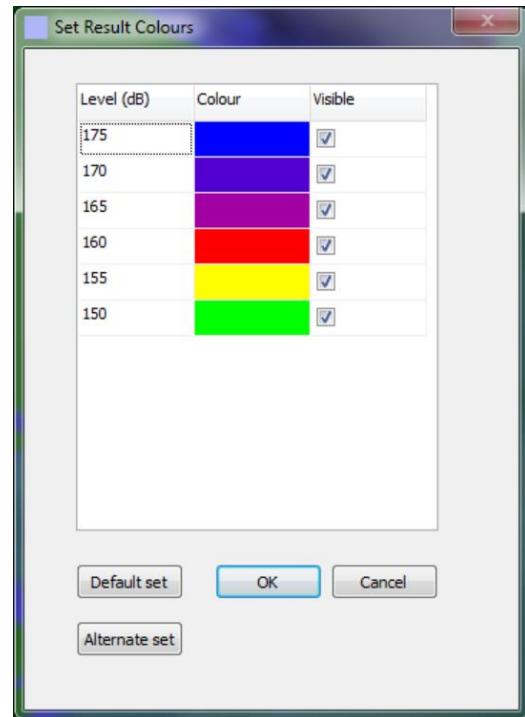 Set Result Colours
Level (dB) Colour Visible
175
170
165
160
155
150
Default set OK Cancel
Alternate set